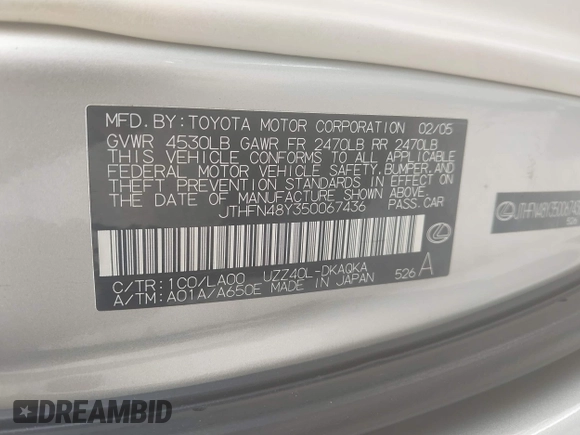 MFD. BY: TOYOTA MOTOR CORPORATION 02/05
GVWR 4530LB GAWR FR 2470LB RR 2470LB
THIS VEHICLE CONFORMS TO ALL APPLICABLE
FEDERAL MOTOR VEHICLE SAFETY, BUMPER, AND
THEFT PREVENTION STANDARDS IN EFFECT ON
THE DATE OF MANUFACTURE SHOWN ABOVE.
JTHFN48Y350067436 PASS. CAR
C/TR: 1C0/LA00 UZZ40L-DKAQKA
A/TM: A01A/A650E MADE IN JAPAN 526 A
DREAMBID